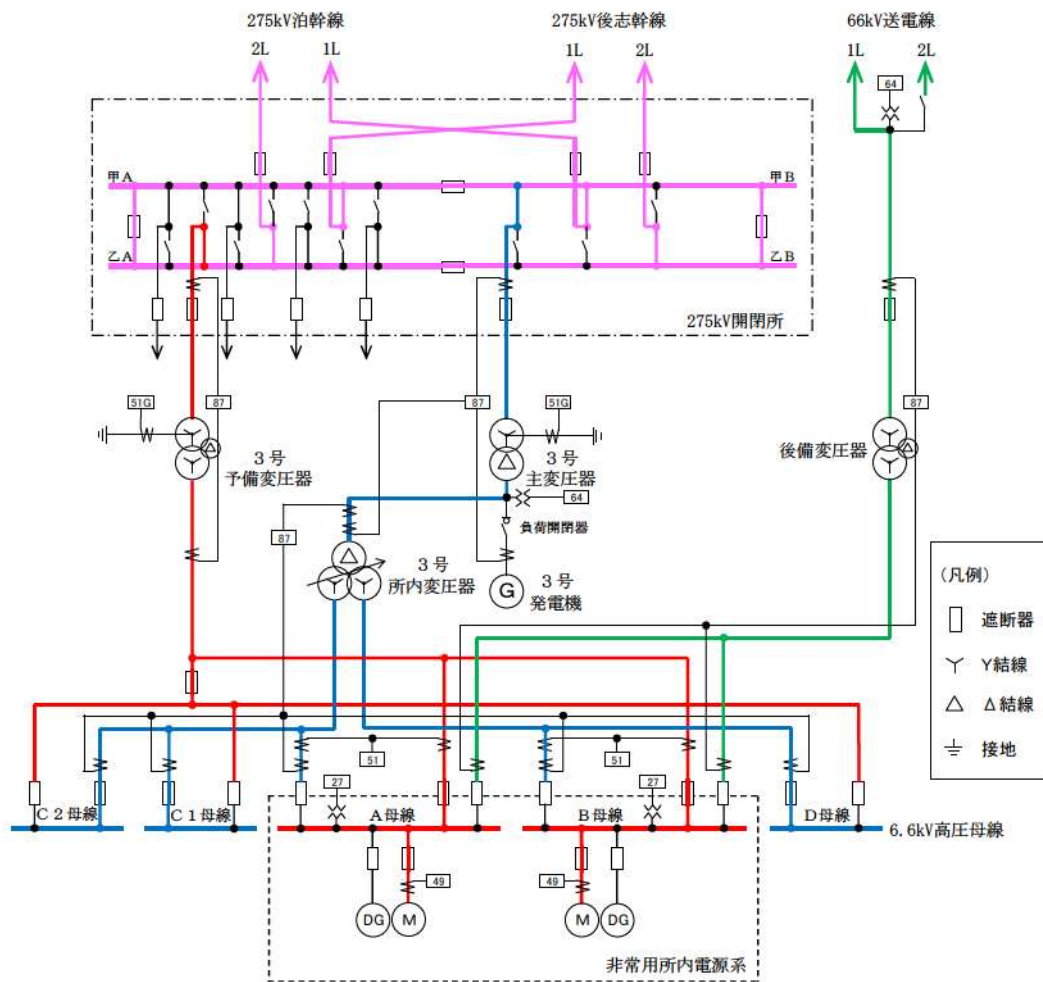 275kV泊幹線
275kV後志幹線
66kV送電線
2L
1L
1L
2L
1L
2L
64
甲A
甲B
乙A
乙B
275kV開閉所
51G
87
87
51G
87
3号
予備変圧器
3号
主変圧器
後備変圧器
64
87
負荷開閉器
3号
所内変圧器
G
3号
発電機
(凡例)
遮断器
Y結線
Δ結線
接地
51
51
27
27
C2母線
C1母線
A母線
B母線
D母線
6.6kV高圧母線
49
49
DG
M
M
DG
非常用所内電源系